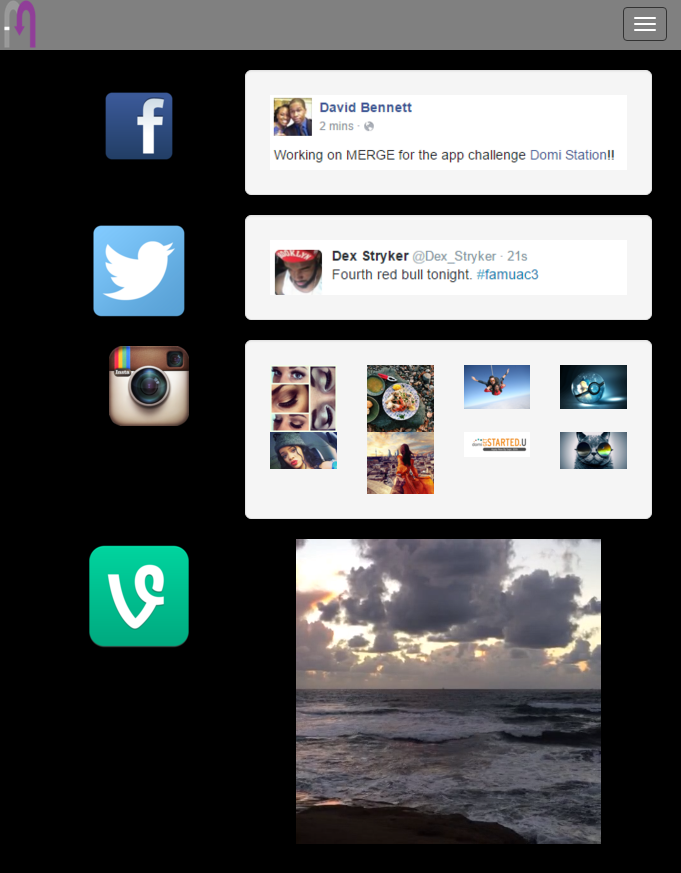 David Bennett
2 mins ·
Working on MERGE for the app challenge Domi Station!!
Dex Stryker @Dex_Stryker · 21s
Fourth red bull tonight. #famuac3
Insta
STARTED.U